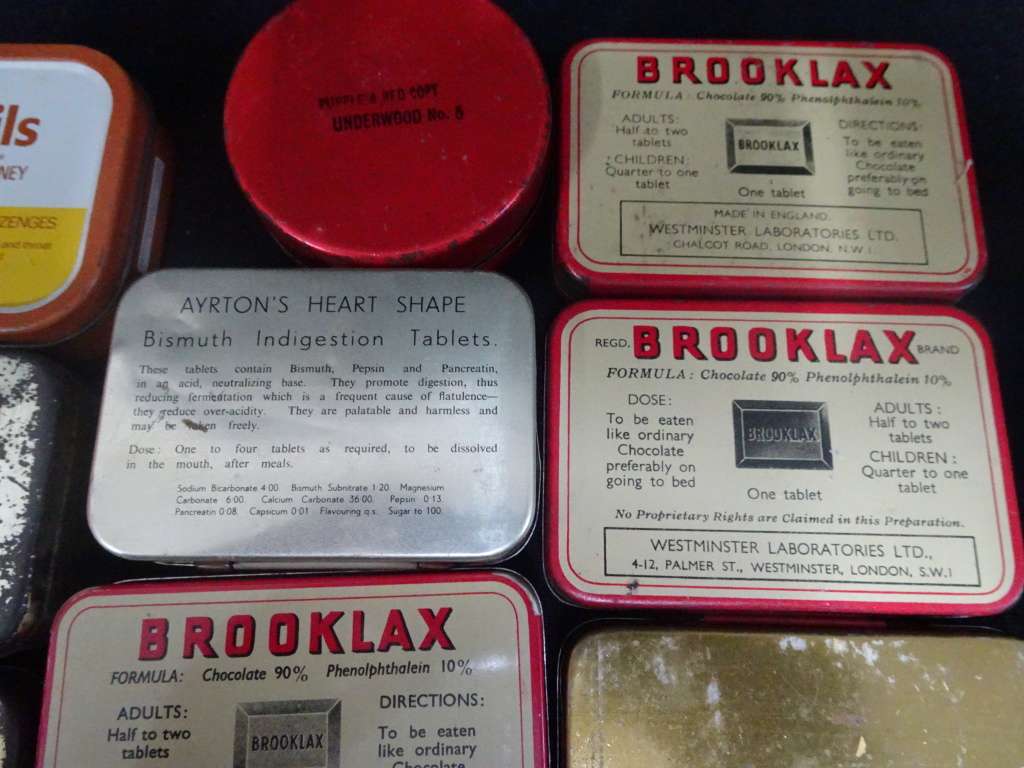 ils
NEY
ZENGES
and throat
PURPLE & RED COPY
UNDERWOOD No. 6
BROOKLAX
FORMULA: Chocolate 90% Phenolphthalein 10%
ADULTS:
Half to two
tablets
CHILDREN:
Quarter to one
tablet
BROOKLAX
One tablet
DIRECTIONS:
To be eaten
like ordinary
Chocolate
preferably on
going to bed
MADE IN ENGLAND.
WESTMINSTER LABORATORIES LTD.
CHALCOT ROAD, LONDON. N.W.1.
AYRTON'S HEART SHAPE
Bismuth Indigestion Tablets.
These tablets contain Bismuth, Pepsin and Pancreatin,
in an acid, neutralizing base. They promote digestion, thus
reducing fermentation which is a frequent cause of flatulence—
they reduce over-acidity. They are palatable and harmless and
may be taken freely.
Dose: One to four tablets as required, to be dissolved
in the mouth, after meals.
Sodium Bicarbonate 4·00 Bismuth Subnitrate 1·20 Magnesium
Carbonate 6·00 Calcium Carbonate 36·00 Pepsin 0·13
Pancreatin 0·08 Capsicum 0·01 Flavouring q.s. Sugar to 100.
REGD. BROOKLAX BRAND
FORMULA: Chocolate 90% Phenolphthalein 10%
DOSE:
To be eaten
like ordinary
Chocolate
preferably on
going to bed
BROOKLAX
One tablet
ADULTS:
Half to two
tablets
CHILDREN:
Quarter to one
tablet
No Proprietary Rights are Claimed in this Preparation.
WESTMINSTER LABORATORIES LTD.,
4-12, PALMER ST., WESTMINSTER, LONDON, S.W.1
BROOKLAX
FORMULA: Chocolate 90% Phenolphthalein 10%
ADULTS:
Half to two
tablets
BROOKLAX
DIRECTIONS:
To be eaten
like ordinary
Chocolate